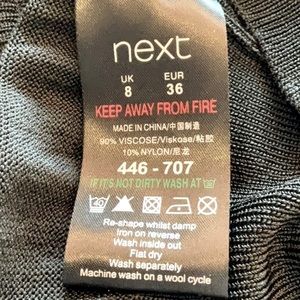 next
UK EUR
8 36
KEEP AWAY FROM FIRE
MADE IN CHINA/中国制造
90% VISCOSE/Viskose/粘胶
10% NYLON/尼龙
446 - 707
IF IT'S NOT DIRTY WASH AT 30
40
Re-shape whilst damp
Iron on reverse
Wash inside out
Flat dry
Wash separately
Machine wash on a wool cycle